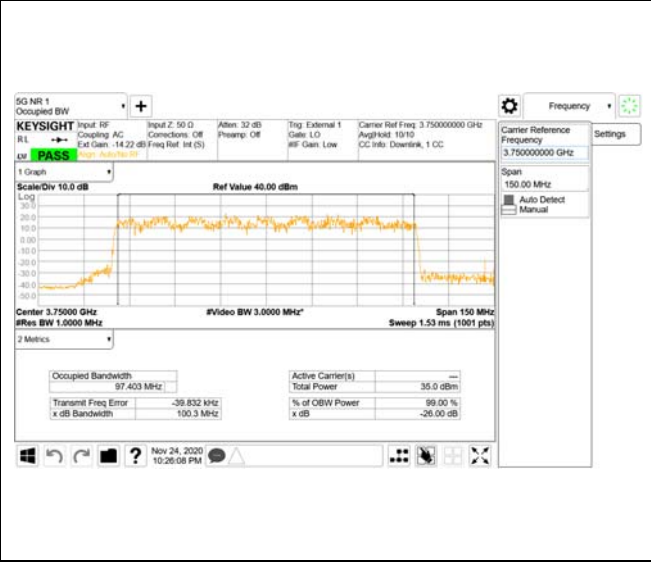 5G NR 1
Occupied BW
Frequency
KEYSIGHT
R L
PASS
Input: RF
Coupling: AC
Ext Gain: -14.22 dB
Align: Auto/No RF
Input Z: 50 Ω
Corrections: Off
Freq Ref: Int (S)
Atten: 32 dB
Preamp: Off
Trig: External 1
Gate: LO
#IF Gain: Low
Carrier Ref Freq: 3.750000000 GHz
Avg|Hold: 10/10
CC Info: Downlink, 1 CC
1 Graph
Scale/Div 10.0 dB
Ref Value 40.00 dBm
Log
30.0
20.0
10.0
0.00
-10.0
-20.0
-30.0
-40.0
-50.0
Center 3.75000 GHz
#Video BW 3.0000 MHz*
Span 150 MHz
#Res BW 1.0000 MHz
Sweep 1.53 ms (1001 pts)
2 Metrics
Occupied Bandwidth
97.403 MHz
Transmit Freq Error -39.832 kHz
x dB Bandwidth 100.3 MHz
Active Carrier(s) —
Total Power 35.0 dBm
% of OBW Power 99.00 %
x dB -26.00 dB
Nov 24, 2020
10:26:08 PM
Carrier Reference
Frequency
3.750000000 GHz
Span
150.00 MHz
Auto Detect
Manual
Settings